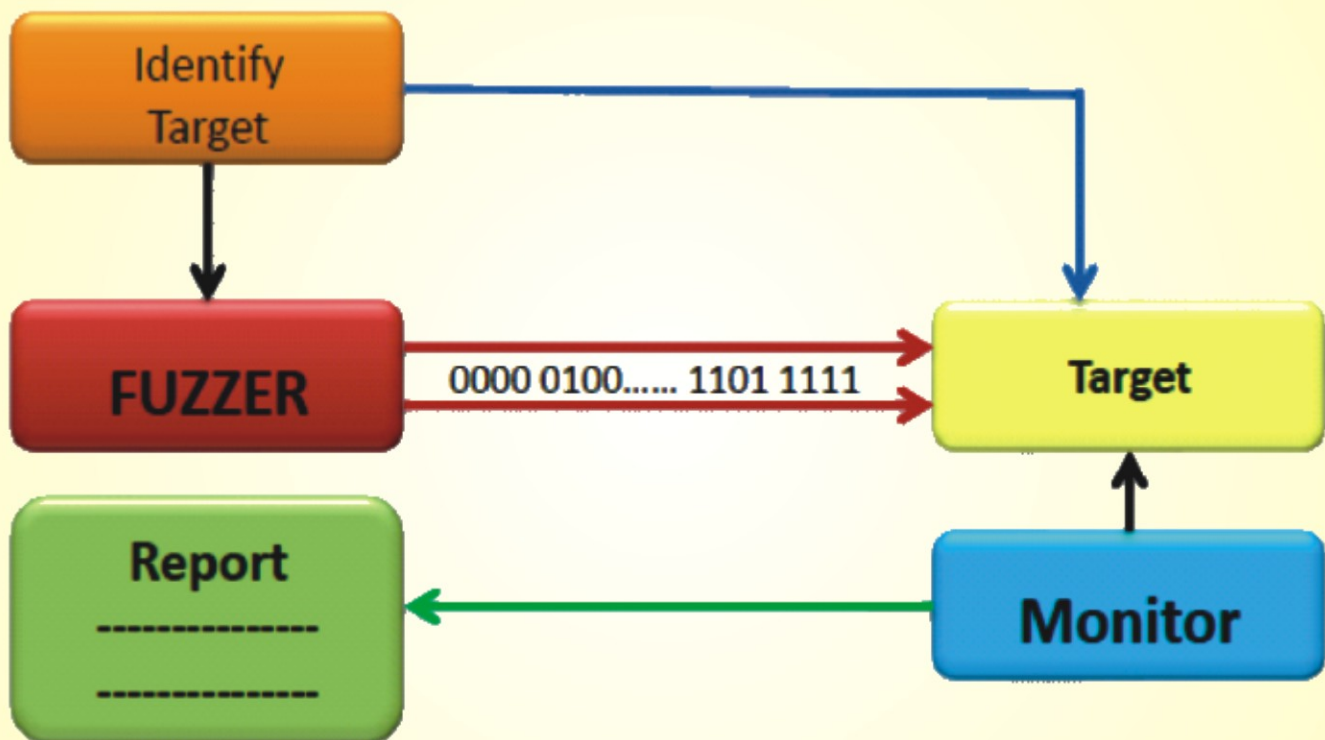 Identify
Target
FUZZER
0000 0100...... 1101 1111
Target
Report
---------------
---------------
Monitor